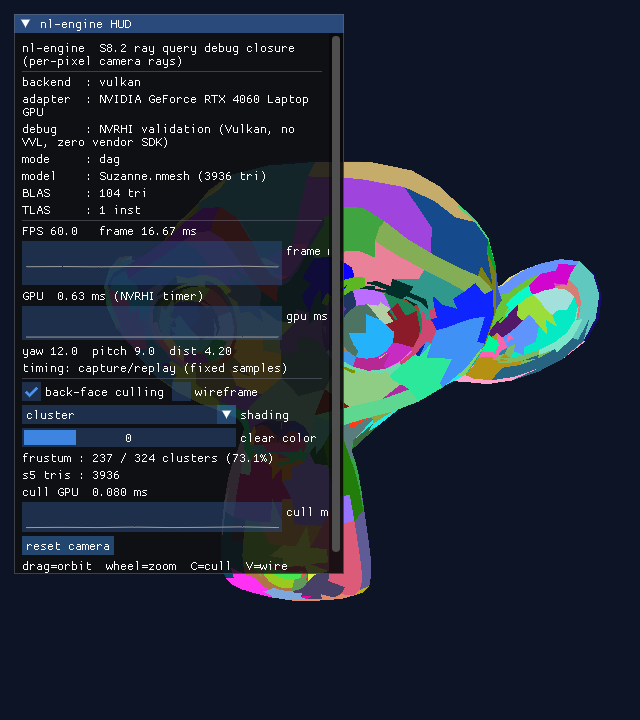 nl-engine HUD
nl-engine  S8.2 ray query debug closure
(per-pixel camera rays)
backend  : vulkan
adapter  : NVIDIA GeForce RTX 4060 Laptop
GPU
debug    : NVRHI validation (Vulkan, no
VVL, zero vendor SDK)
mode     : dag
model    : Suzanne.nmesh (3936 tri)
BLAS     : 104 tri
TLAS     : 1 inst
FPS 60.0   frame 16.67 ms
frame
GPU  0.63 ms (NVRHI timer)
gpu ms
yaw 12.0  pitch 9.0  dist 4.20
timing: capture/replay (fixed samples)
back-face culling  wireframe
cluster  shading
0  clear color
frustum : 237 / 324 clusters (73.1%)
s5 tris : 3936
cull GPU  0.080 ms
cull m
reset camera
drag=orbit  wheel=zoom  C=cull  V=wire